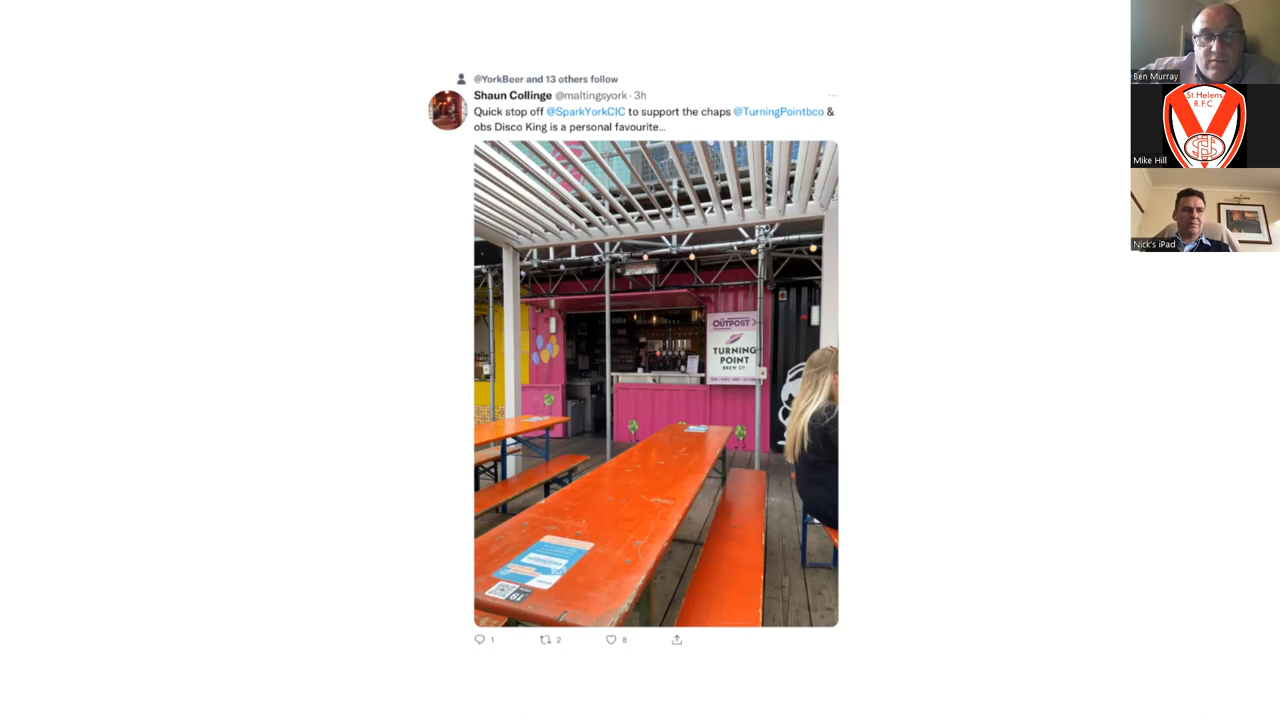 @YorkBeer and 13 others follow
Shaun Collinge @maltingsyork · 3h
Quick stop off @SparkYorkCIC to support the chaps @TurningPointbco &
obs Disco King is a personal favourite...
OUTPOST
TURNING
POINT
BREW CO
19
1
2
8
Ben Murray
St. Helens
R.F.C.
Mike Hill
Nick's iPad